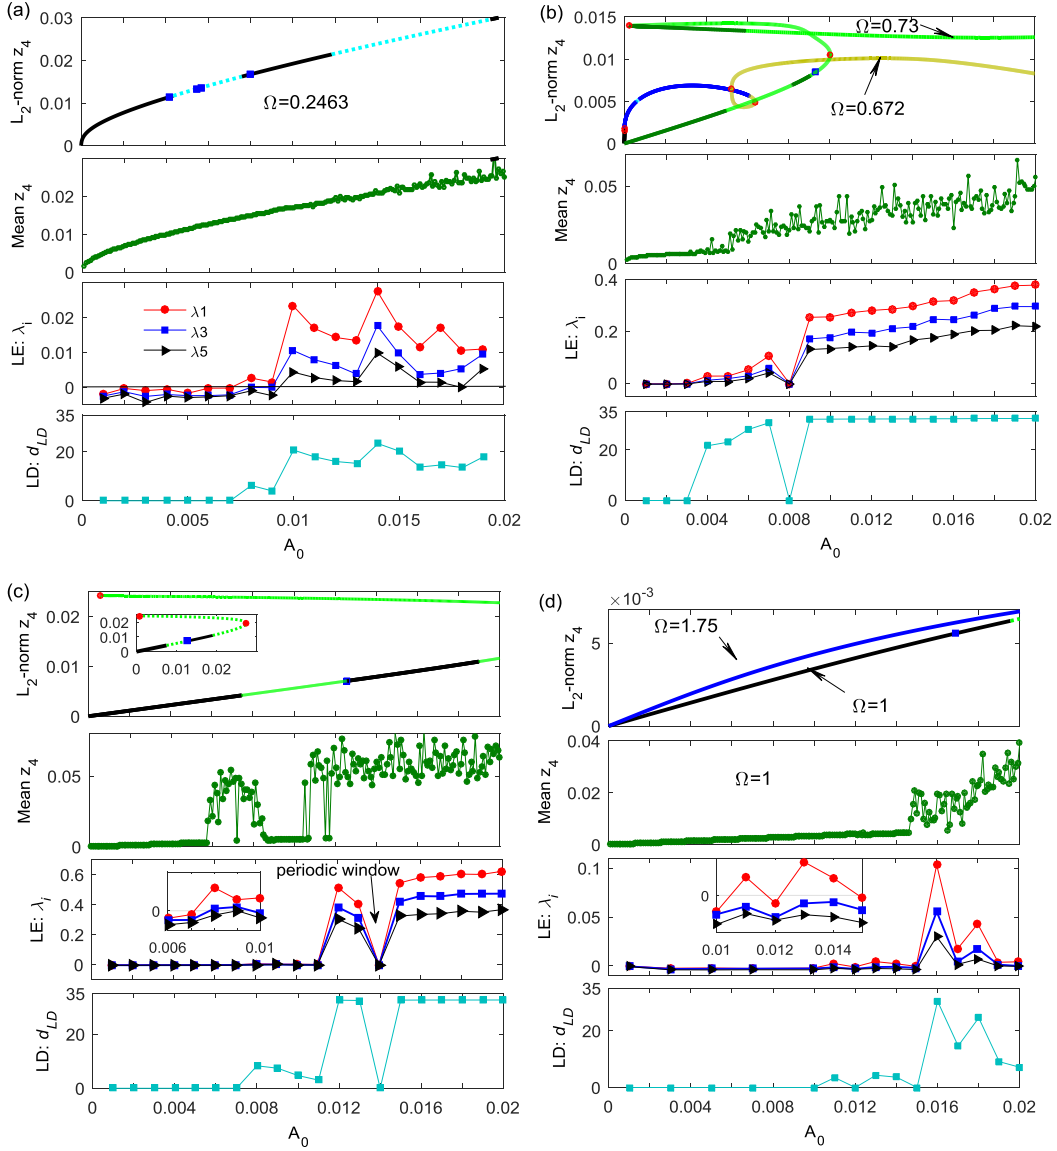 (a)
0.03
0.02
0.01
0
L2-norm z4
Ω=0.2463
0.02
0.01
0
Mean z4
0.02
0.01
0
LE: λi
λ1
λ3
λ5
35
20
0
LD: dLD
0 0.005 0.01 0.015 0.02
A0
(b)
0.015
0.01
0.005
0
L2-norm z4
Ω=0.73
Ω=0.672
0.05
0
Mean z4
0.4
0.2
0
LE: λi
35
20
0
LD: dLD
0 0.004 0.008 0.012 0.016 0.02
A0
(c)
0.02
0.01
0
L2-norm z4
0.02
0.01
0
0 0.01 0.02
0.05
0
Mean z4
0.6
0.4
0.2
0
LE: λi
periodic window
0
0.006 0.01
35
20
0
LD: dLD
0 0.004 0.008 0.012 0.016 0.02
A0
(d)
×10-3
5
0
L2-norm z4
Ω=1.75
Ω=1
0.04
0.02
0
Mean z4
Ω=1
0.1
0.05
0
LE: λi
0
0.01 0.012 0.014
35
20
0
LD: dLD
0 0.004 0.008 0.012 0.016 0.02
A0